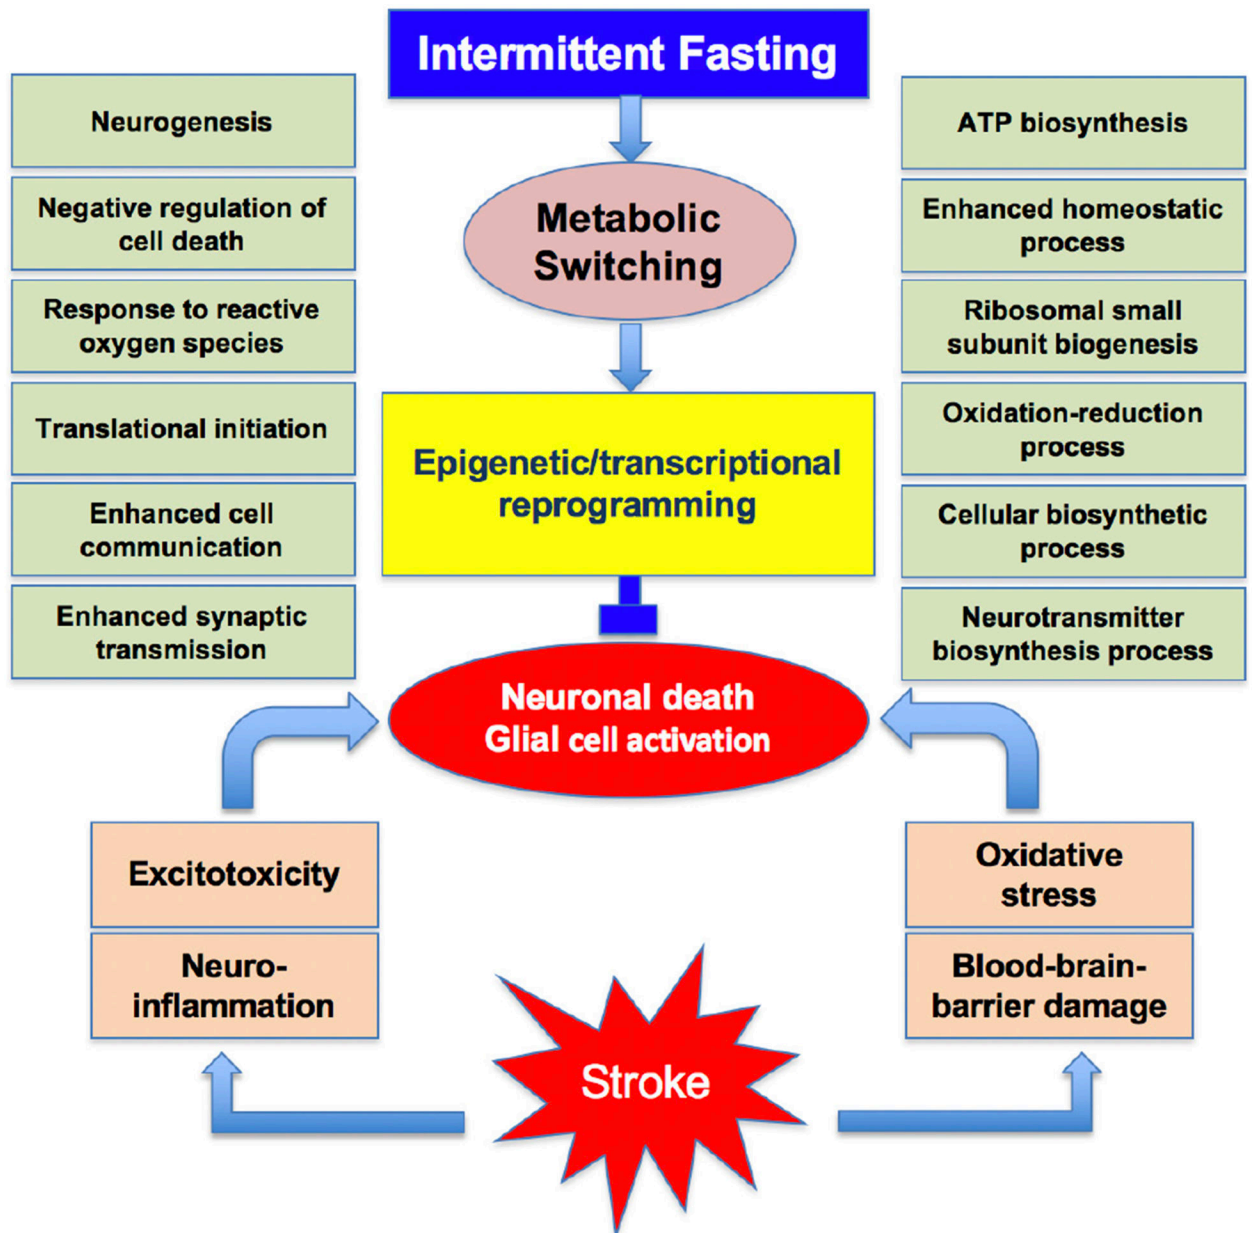 Intermittent Fasting
Neurogenesis
Negative regulation of
cell death
Response to reactive
oxygen species
Translational initiation
Enhanced cell
communication
Enhanced synaptic
transmission
Metabolic
Switching
Epigenetic/transcriptional
reprogramming
ATP biosynthesis
Enhanced homeostatic
process
Ribosomal small
subunit biogenesis
Oxidation-reduction
process
Cellular biosynthetic
process
Neurotransmitter
biosynthesis process
Neuronal death
Glial cell activation
Excitotoxicity
Neuro-
inflammation
Oxidative
stress
Blood-brain-
barrier damage
Stroke